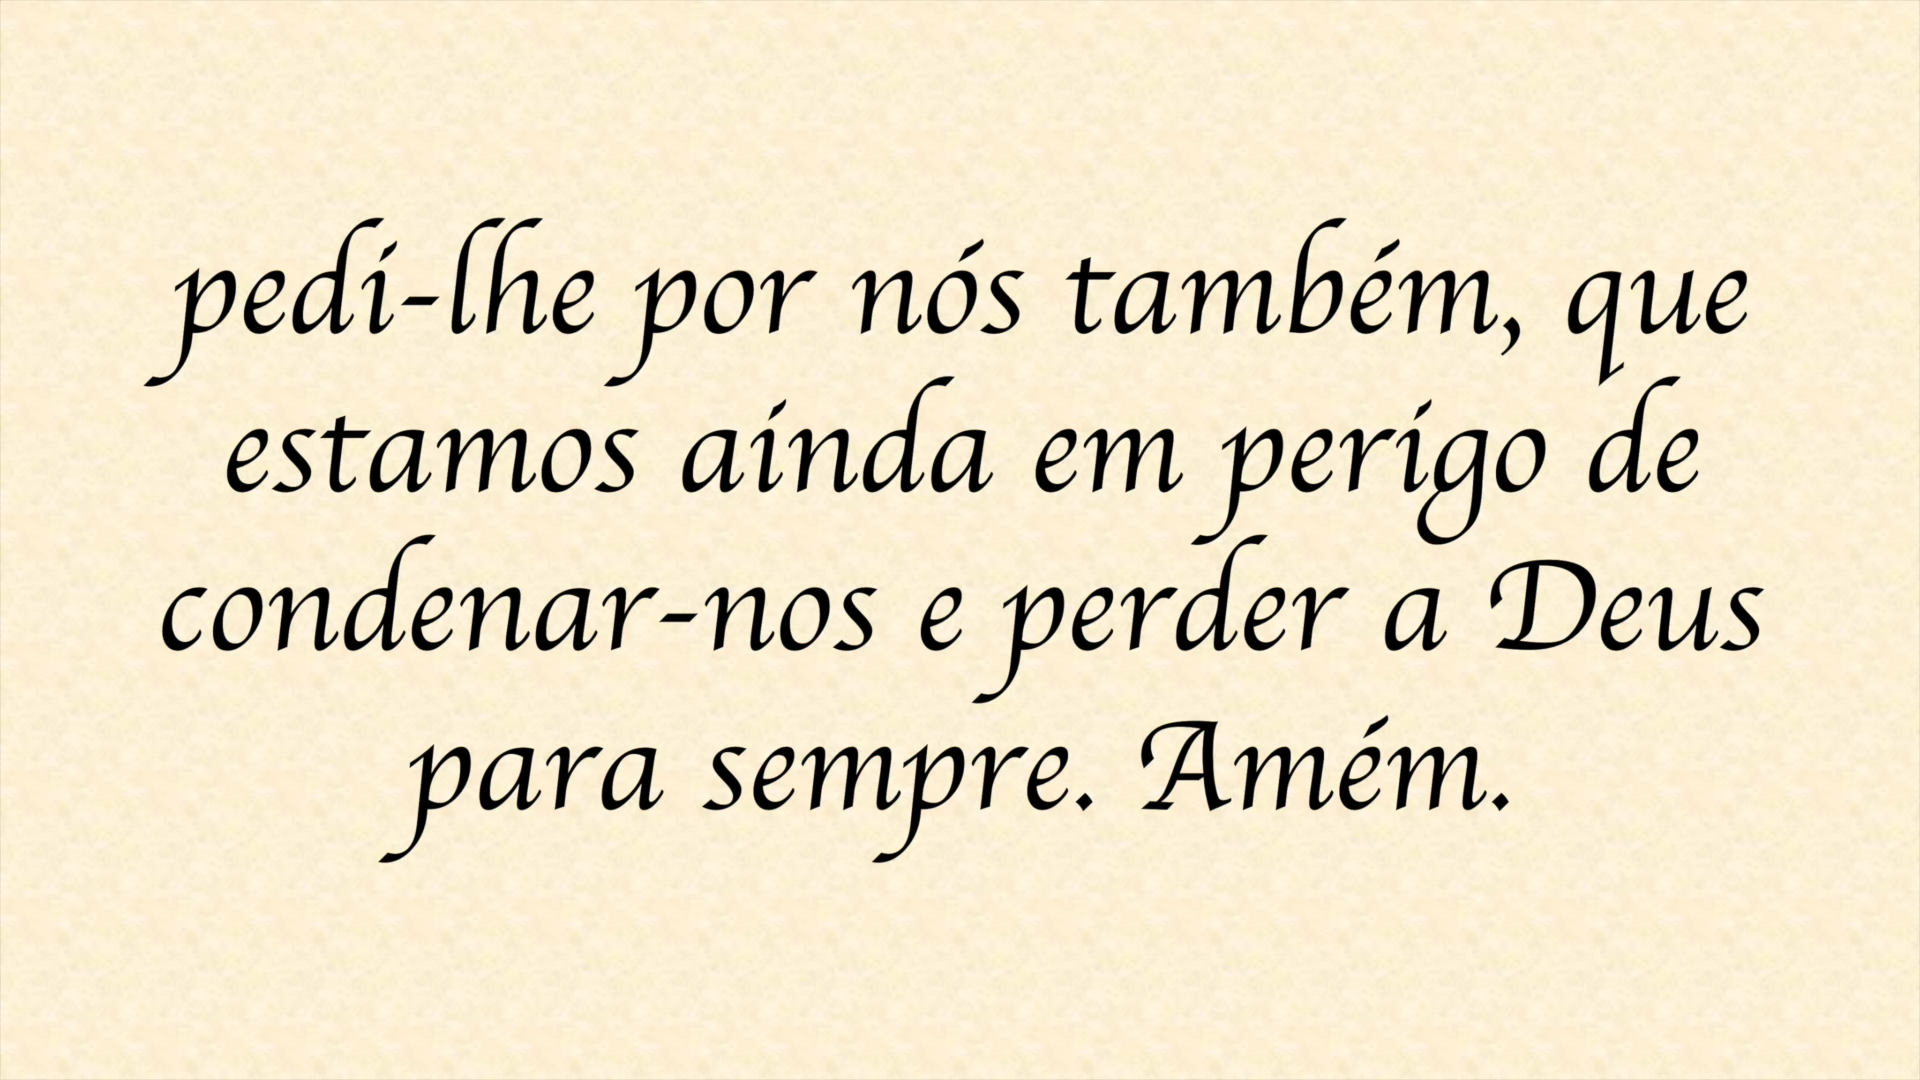 pedi-lhe por nós também, que
estamos ainda em perigo de
condenar-nos e perder a Deus
para sempre. Amém.